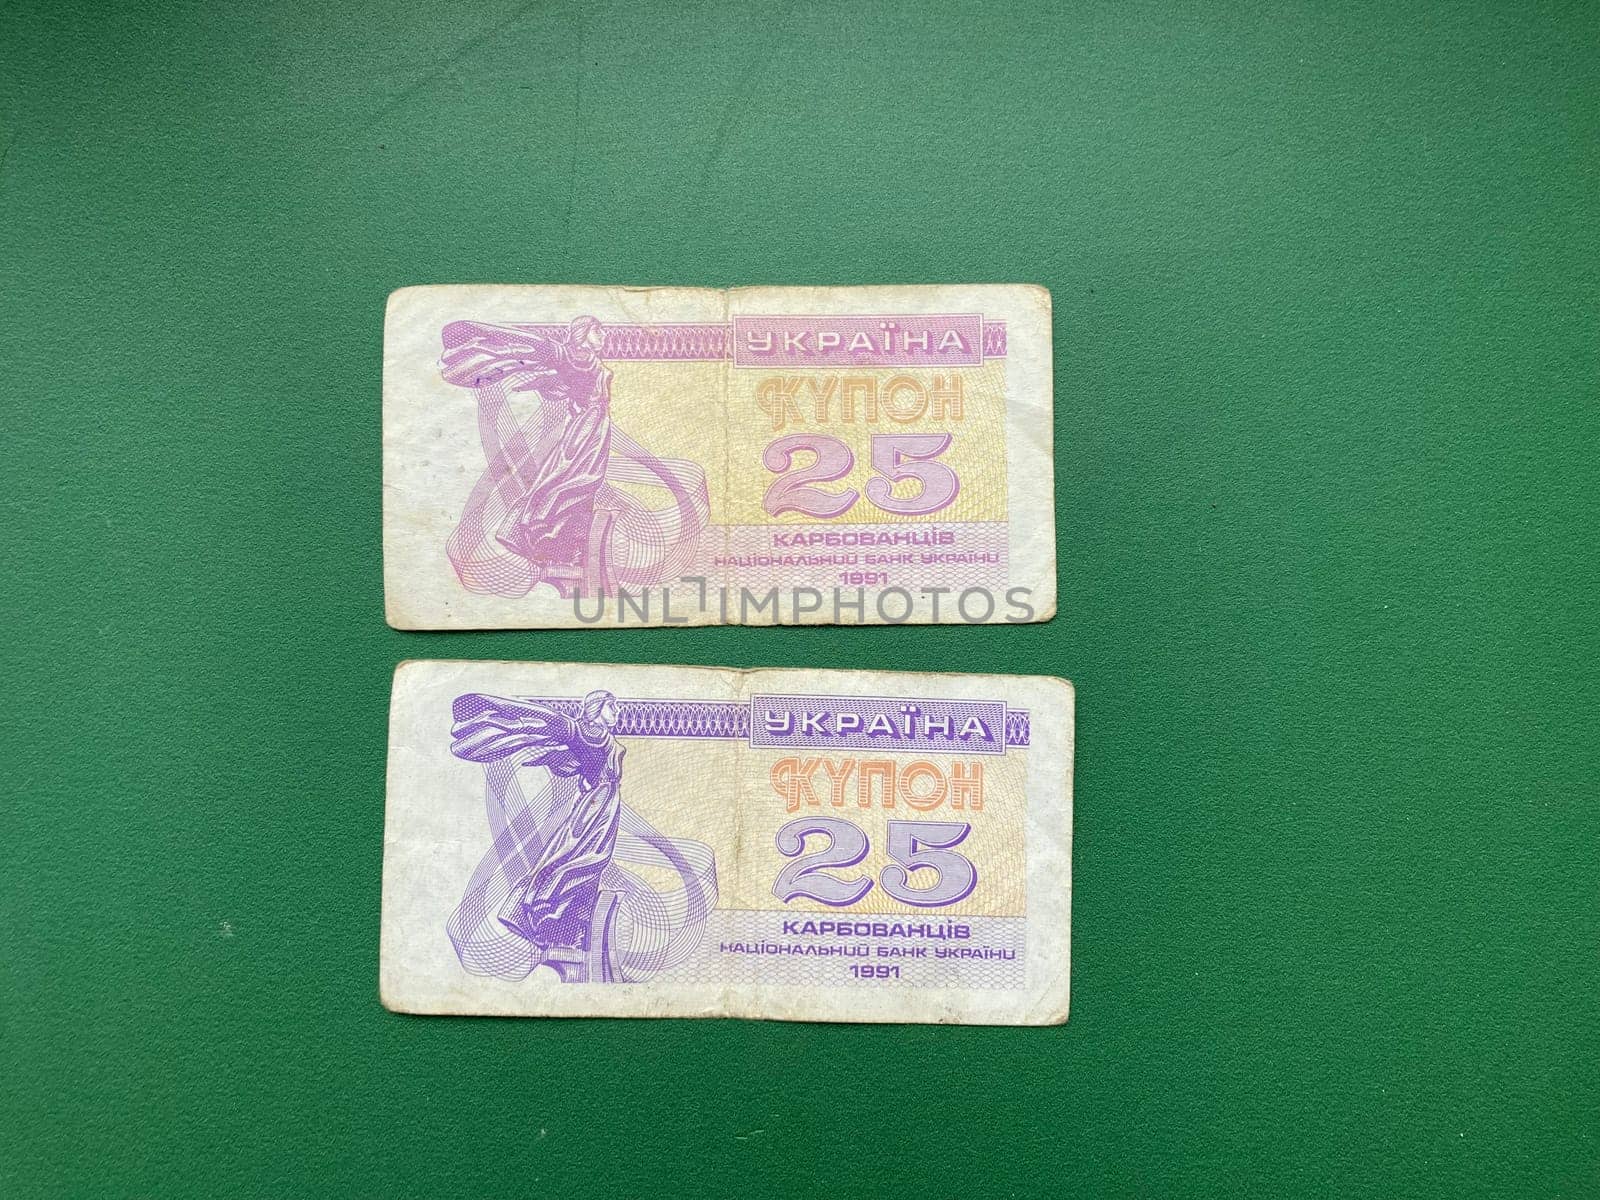 УКРАЇНА
КУПОН
25
КАРБОВАНЦІВ
НАЦІОНАЛЬНИЙ БАНК УКРАЇНИ
1991
UNLIMPHOTOS
УКРАЇНА
КУПОН
25
КАРБОВАНЦІВ
НАЦІОНАЛЬНИЙ БАНК УКРАЇНИ
1991